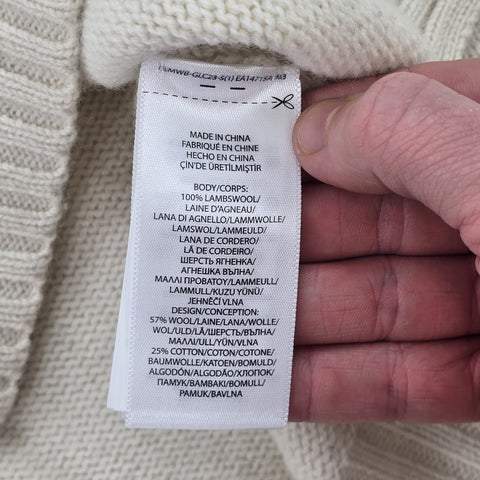 MADE IN CHINA
FABRIQUÉ EN CHINE
HECHO EN CHINA
ÇİN'DE ÜRETİLMİŞTİR
BODY/CORPS:
100% LAMBSWOOL/
LAINE D'AGNEAU/
LANA DI AGNELLO/LAMMWOLLE/
LAMSWOL/LAMMEULD/
LANA DE CORDERO/
LÃ DE CORDEIRO/
ШЕРСТЬ ЯГНЕНКА/
АГНЕШКА ВЪЛНА/
ΜΑΛΛΙ ΠΡΟΒΑΤΟΥ/LAMMEULL/
LAMMULL/KUZU YÜNÜ/
JEHNĚČÍ VLNA
DESIGN/CONCEPTION:
57% WOOL/LAINE/LANA/WOLLE/
WOL/ULD/LÃ/ШЕРСТЬ/ВЪЛНА/
ΜΑΛΛΙ/ULL/YÜN/VLNA
25% COTTON/COTON/COTONE/
BAUMWOLLE/KATOEN/BOMULD/
ALGODÓN/ALGODÃO/ХЛОПОК/
ПАМУК/ΒΑΜΒΑΚΙ/BOMULL/
PAMUK/BAVLNA